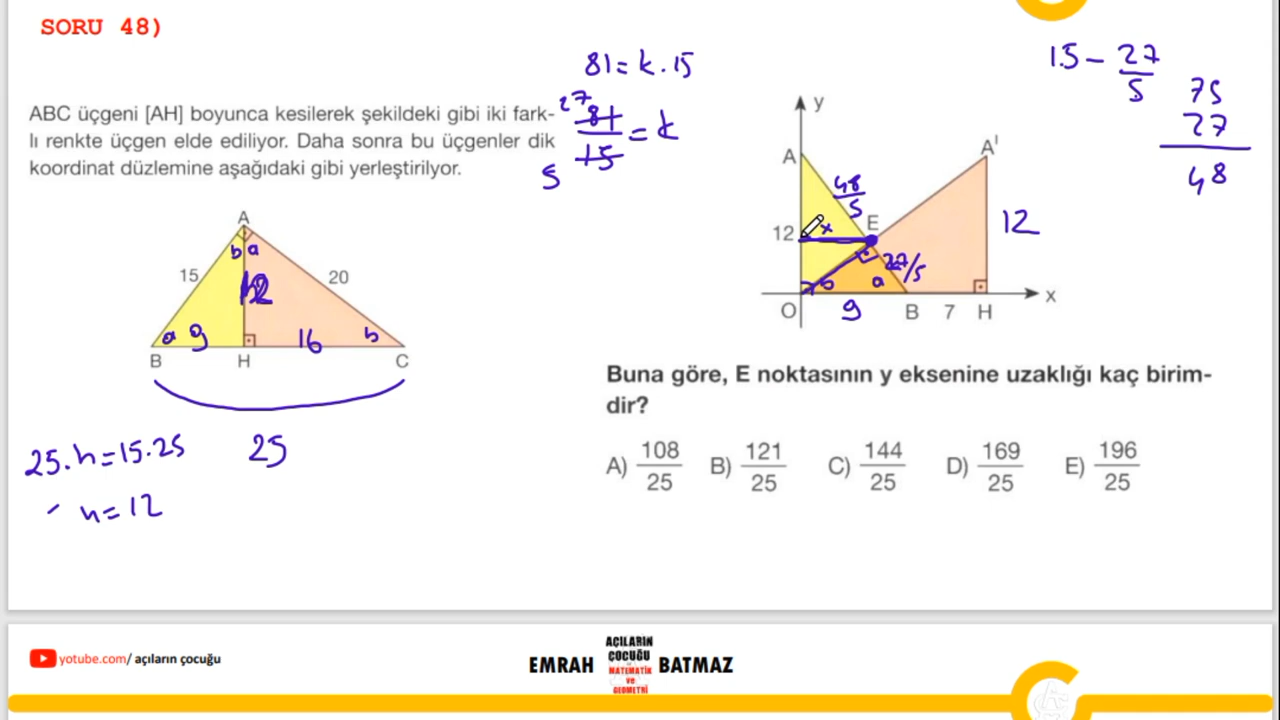 SORU 48)
81 = k.15
27
81/15 = k
5
15 - 27/5
75
27
48
ABC üçgeni [AH] boyunca kesilerek şekildeki gibi iki fark-
lı renkte üçgen elde ediliyor. Daha sonra bu üçgenler dik
koordinat düzlemine aşağıdaki gibi yerleştirilyor.
A
b a
15
20
12
a 9
16
b
B H C
25
25.h=15.25
h=12
y
A
A'
48/5
E
12
x
12
27/5
b
a
O 9 B 7 H x
Buna göre, E noktasının y eksenine uzaklığı kaç birim-
dir?
A) 108/25 B) 121/25 C) 144/25 D) 169/25 E) 196/25
yotube.com/ açıların çocuğu
EMRAH BATMAZ
AÇILARIN
ÇOCUĞU
MATEMATİK
ve
GEOMETRİ